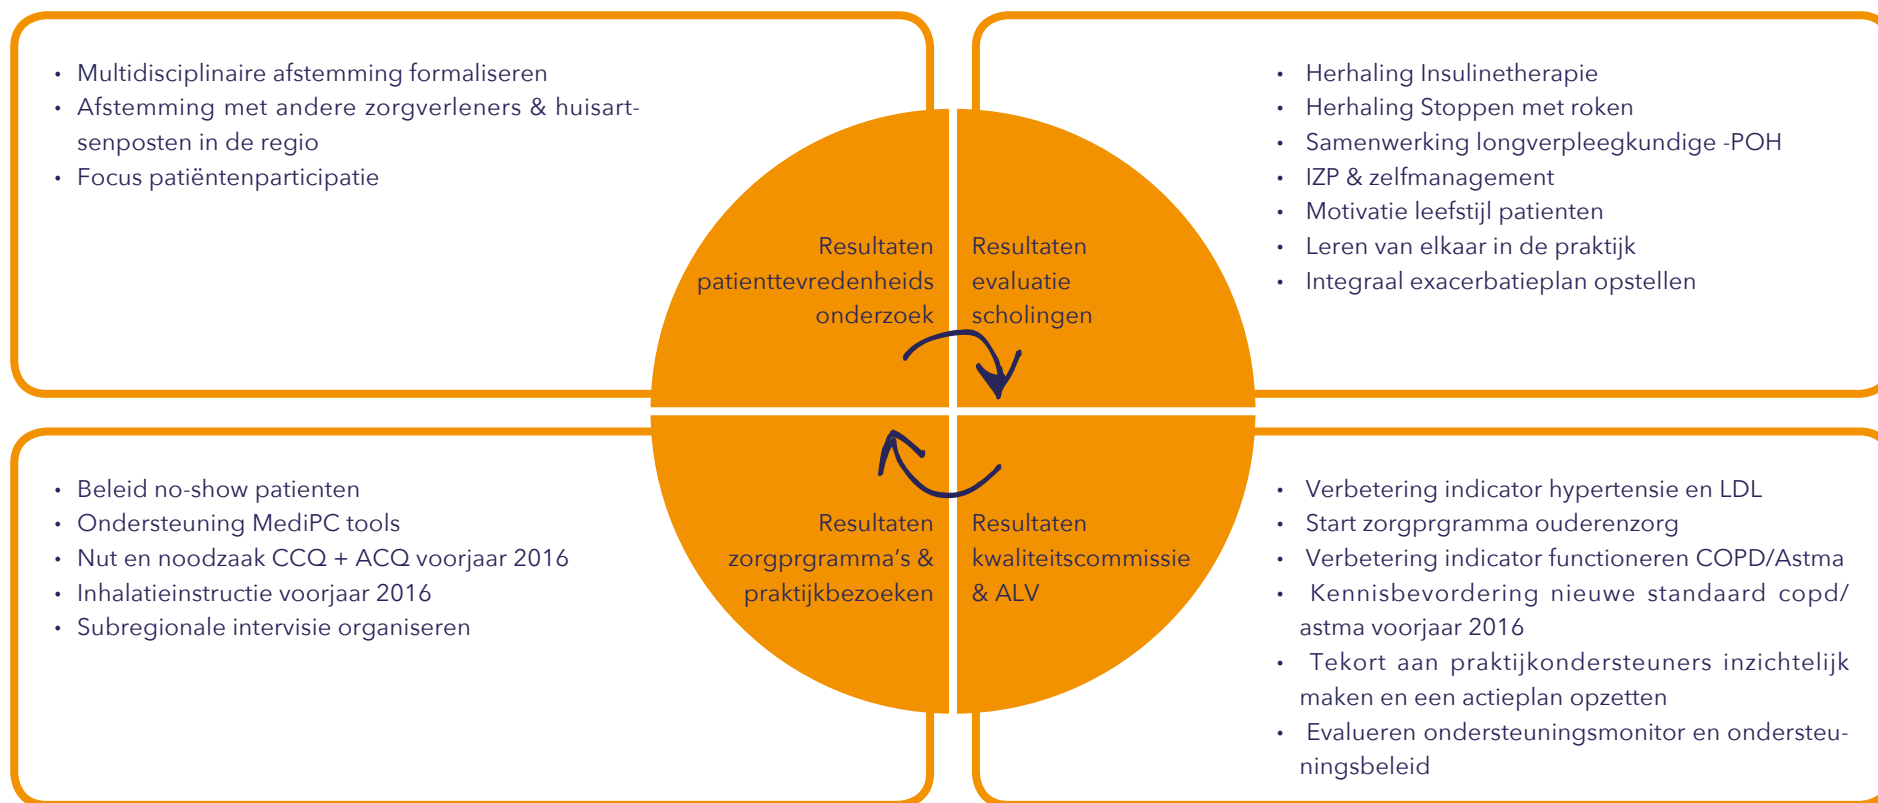 • Multidisciplinaire afstemming formaliseren
• Afstemming met andere zorgverleners & huisart-
senposten in de regio
• Focus patiëntenparticipatie
• Herhaling Insulinetherapie
• Herhaling Stoppen met roken
• Samenwerking longverpleegkundige -POH
• IZP & zelfmanagement
• Motivatie leefstijl patienten
• Leren van elkaar in de praktijk
• Integraal exacerbatieplan opstellen
Resultaten
patienttevredenheids
onderzoek
Resultaten
evaluatie
scholingen
• Beleid no-show patienten
• Ondersteuning MediPC tools
• Nut en noodzaak CCQ + ACQ voorjaar 2016
• Inhalatieinstructie voorjaar 2016
• Subregionale intervisie organiseren
Resultaten
zorgprgramma's &
praktijkbezoeken
Resultaten
kwaliteitscommissie
& ALV
• Verbetering indicator hypertensie en LDL
• Start zorgprgramma ouderenzorg
• Verbetering indicator functioneren COPD/Astma
• Kennisbevordering nieuwe standaard copd/
astma voorjaar 2016
• Tekort aan praktijkondersteuners inzichtelijk
maken en een actieplan opzetten
• Evalueren ondersteuningsmonitor en ondersteu-
ningsbeleid